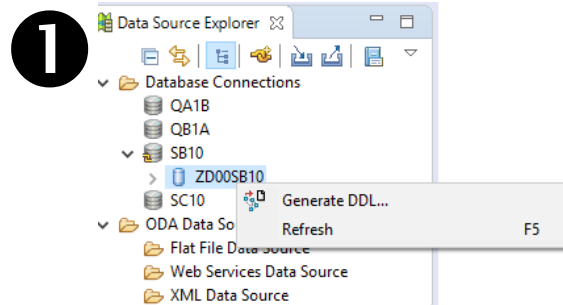 1
Data Source Explorer
Database Connections
QA1B
QB1A
SB10
ZD00SB10
SC10
Generate DDL...
ODA Data So
Refresh F5
Flat File Data Source
Web Services Data Source
XML Data Source